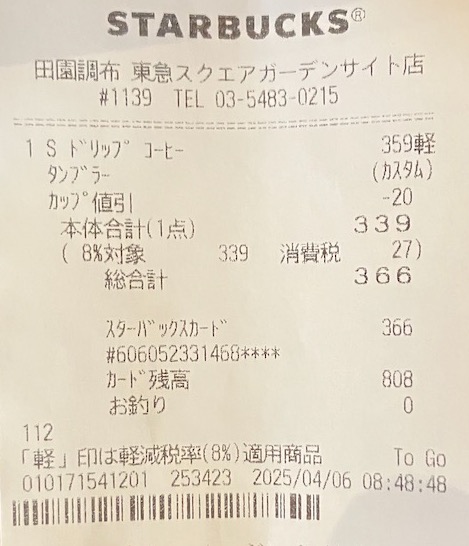 STARBUCKS®
田園調布 東急スクエアガーデンサイト店
#1139 TEL 03-5483-0215
1 S ﾄﾞﾘｯﾌﾟ ｺｰﾋｰ 359軽
ﾀﾝﾌﾞﾗｰ (ｶｽﾀﾑ)
ｶｯﾌﾟ値引 -20
本体合計(1点) 339
( 8%対象 339 消費税 27)
総合計 366
ｽﾀｰﾊﾞｯｸｽｶｰﾄﾞ 366
#606052331468****
ｶｰﾄﾞ残高 808
お釣り 0
112
「軽」印は軽減税率(8%)適用商品 To Go
010171541201 253423 2025/04/06 08:48:48